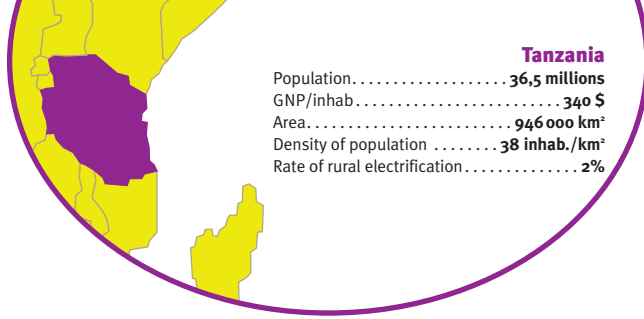 Tanzania
Population.................. 36,5 millions
GNP/inhab........................ 340 $
Area........................ 946 000 km²
Density of population ........ 38 inhab./km²
Rate of rural electrification.............. 2%